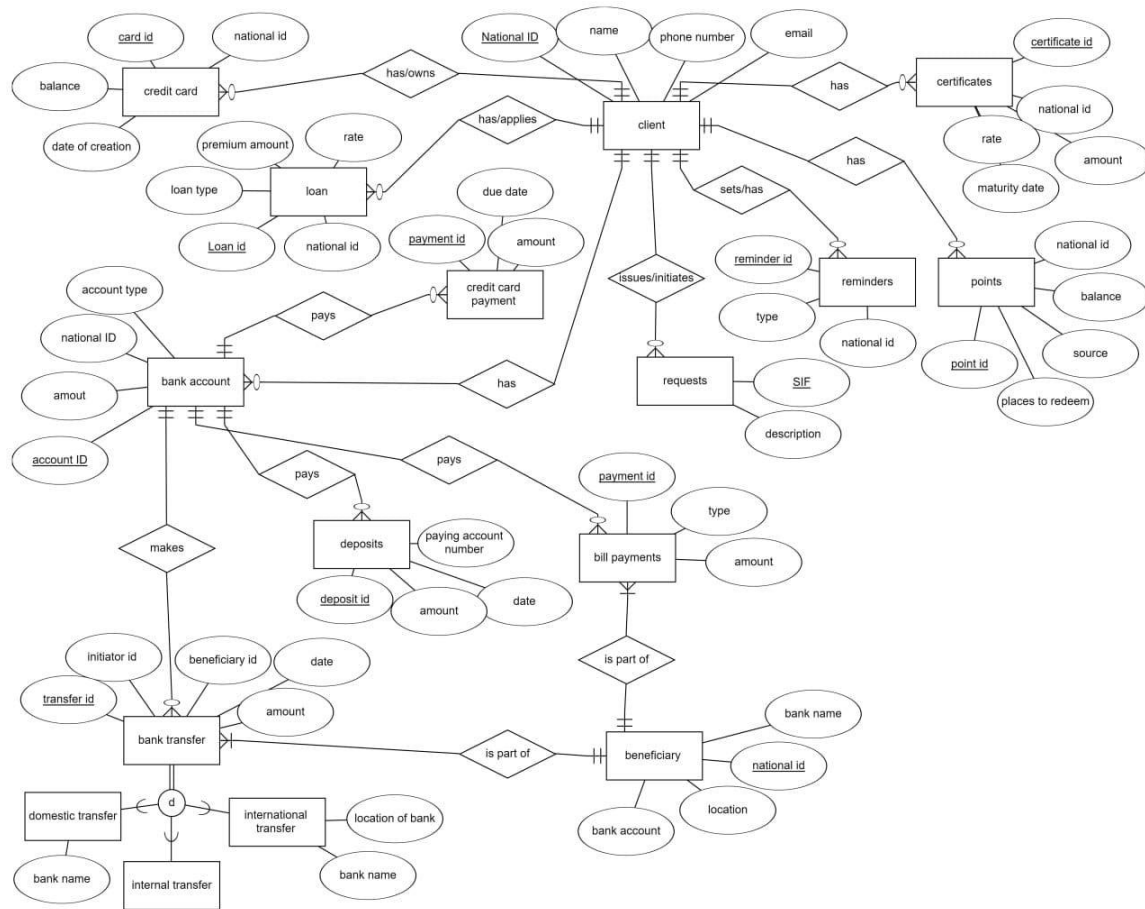 card id
national id
balance
credit card
date of creation
has/owns
National ID
name
phone number
email
client
has
certificate id
certificates
national id
rate
amount
maturity date
has/applies
rate
premium amount
loan type
loan
Loan id
national id
due date
payment id
amount
credit card
payment
pays
sets/has
has
issues/initiates
reminder id
reminders
type
national id
national id
points
balance
source
point id
places to redeem
account type
national ID
bank account
amout
account ID
has
requests
SIF
description
pays
pays
payment id
type
bill payments
amount
makes
deposits
paying account
number
deposit id
amount
date
is part of
initiator id
beneficiary id
date
transfer id
amount
bank transfer
is part of
beneficiary
bank name
national id
location
bank account
d
domestic transfer
bank name
internal transfer
international
transfer
location of bank
bank name